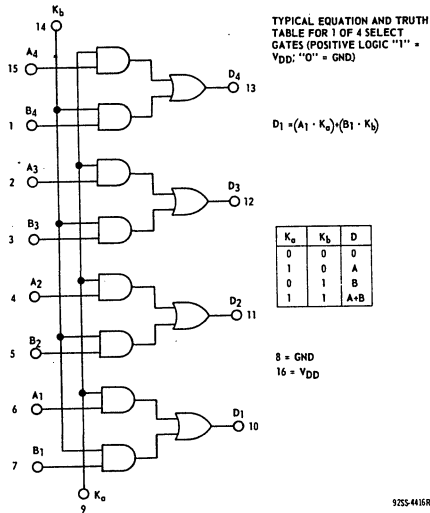 Kb
14
A4
15
B4
1
D4
13
A3
2
B3
3
D3
12
A2
4
B2
5
D2
11
A1
6
B1
7
D1
10
Ka
9
TYPICAL EQUATION AND TRUTH
TABLE FOR 1 OF 4 SELECT
GATES (POSITIVE LOGIC "1" =
VDD; "0" = GND)
D1 =(A1 · Ka)+(B1 · Kb)
Ka Kb D
0 0 0
1 0 A
0 1 B
1 1 A+B
8 = GND
16 = VDD
92SS-4416R